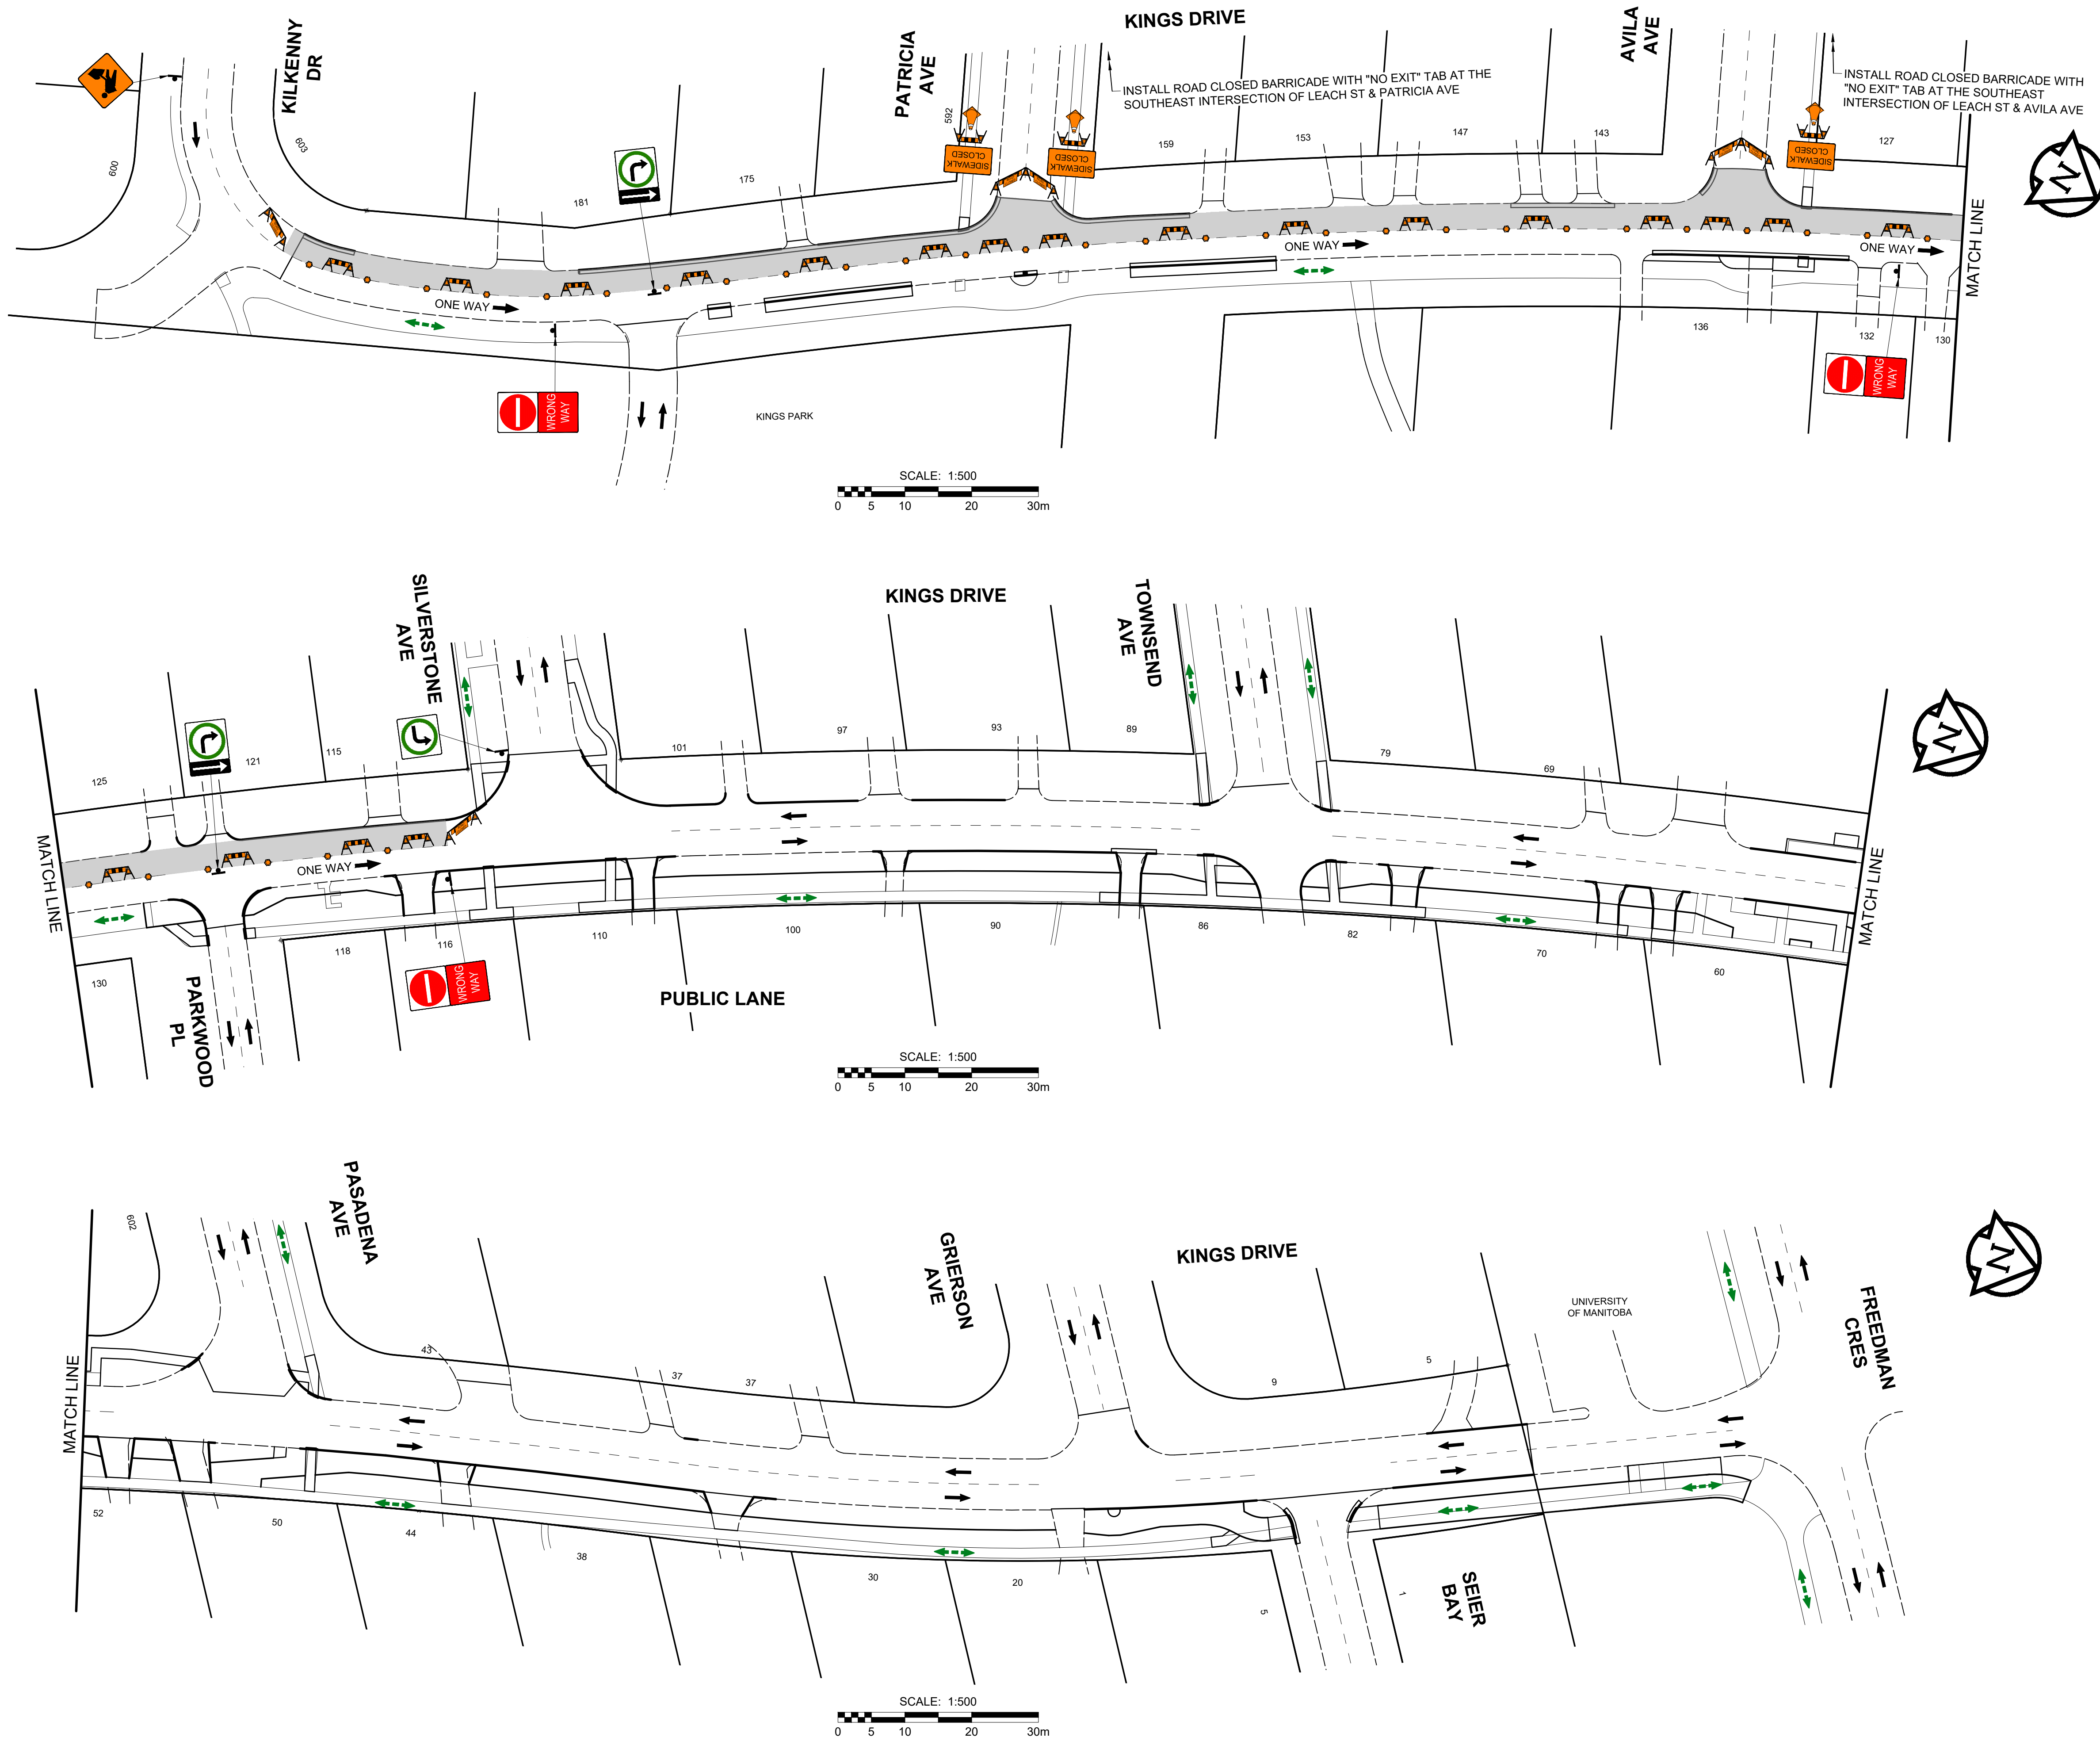 KINGS DRIVE
KILKENNY
DR
PATRICIA
AVE
AVILA
AVE
INSTALL ROAD CLOSED BARRICADE WITH "NO EXIT" TAB AT THE
SOUTHEAST INTERSECTION OF LEACH ST & PATRICIA AVE
INSTALL ROAD CLOSED BARRICADE WITH
"NO EXIT" TAB AT THE SOUTHEAST
INTERSECTION OF LEACH ST & AVILA AVE
600
603
181
175
592
SIDEWALK
CLOSED
SIDEWALK
CLOSED
159
153
147
143
SIDEWALK
CLOSED
127
N
MATCH LINE
ONE WAY
ONE WAY
ONE WAY
WRONG
WAY
KINGS PARK
136
132
130
WRONG
WAY
SCALE: 1:500
0 5 10 20 30m
SILVERSTONE
AVE
KINGS DRIVE
TOWNSEND
AVE
125
121
115
101
97
93
89
79
69
N
MATCH LINE
ONE WAY
MATCH LINE
130
PARKWOOD
PL
118
116
WRONG
WAY
110
100
90
86
82
70
60
PUBLIC LANE
SCALE: 1:500
0 5 10 20 30m
602
PASADENA
AVE
GRIERSON
AVE
KINGS DRIVE
UNIVERSITY
OF MANITOBA
FREEDMAN
CRES
N
MATCH LINE
43
37
37
9
5
52
50
44
38
30
20
5
1
SEIER
BAY
SCALE: 1:500
0 5 10 20 30m